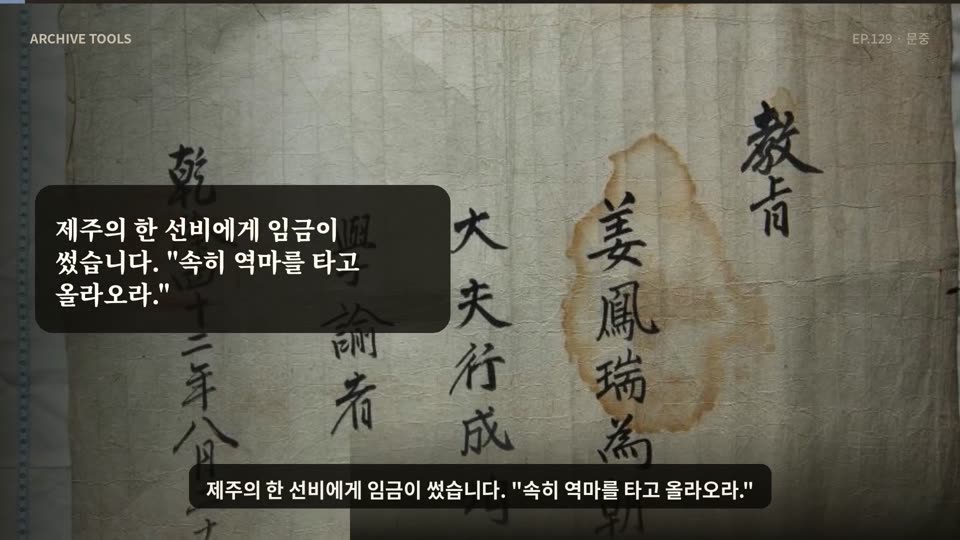 ARCHIVE TOOLS
EP.129 · 문중
敎旨
姜鳳瑞為朝
大夫行成
諭者
乾
十二年八月
제주의 한 선비에게 임금이
썼습니다. "속히 역마를 타고
올라오라."
제주의 한 선비에게 임금이 썼습니다. "속히 역마를 타고 올라오라."